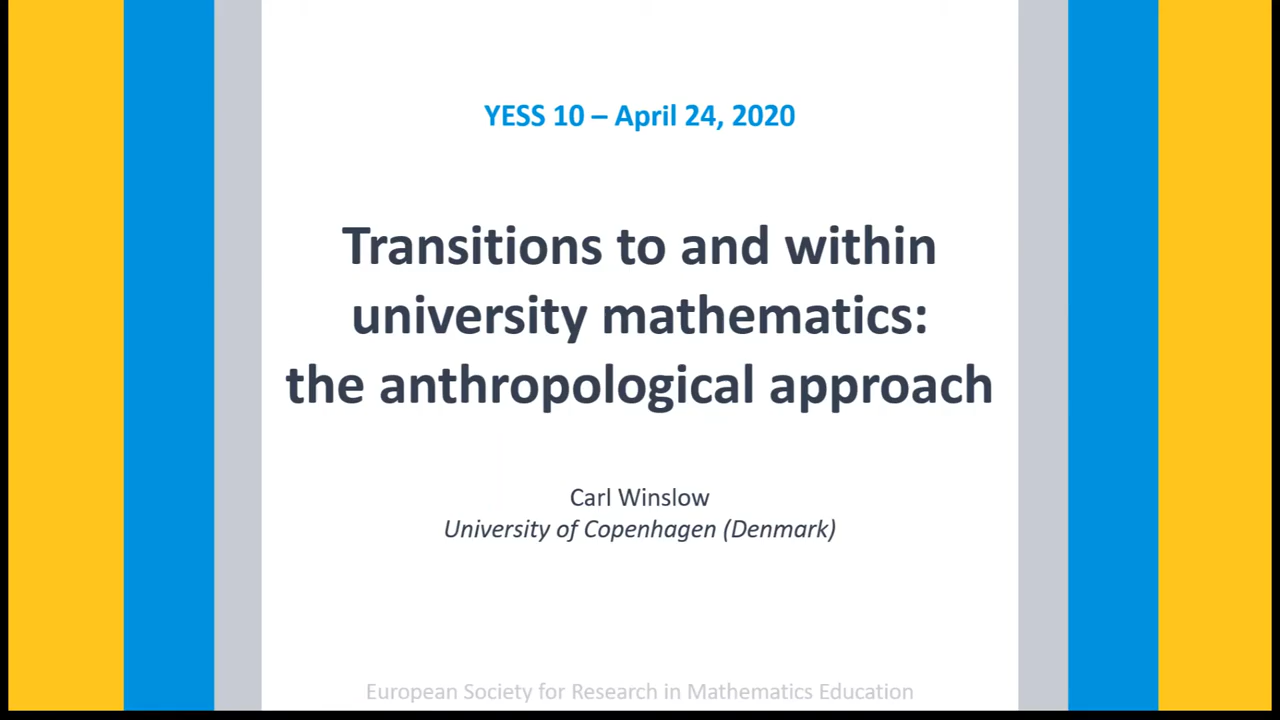 YESS 10 – April 24, 2020
Transitions to and within
university mathematics:
the anthropological approach
Carl Winslow
University of Copenhagen (Denmark)
European Society for Research in Mathematics Education